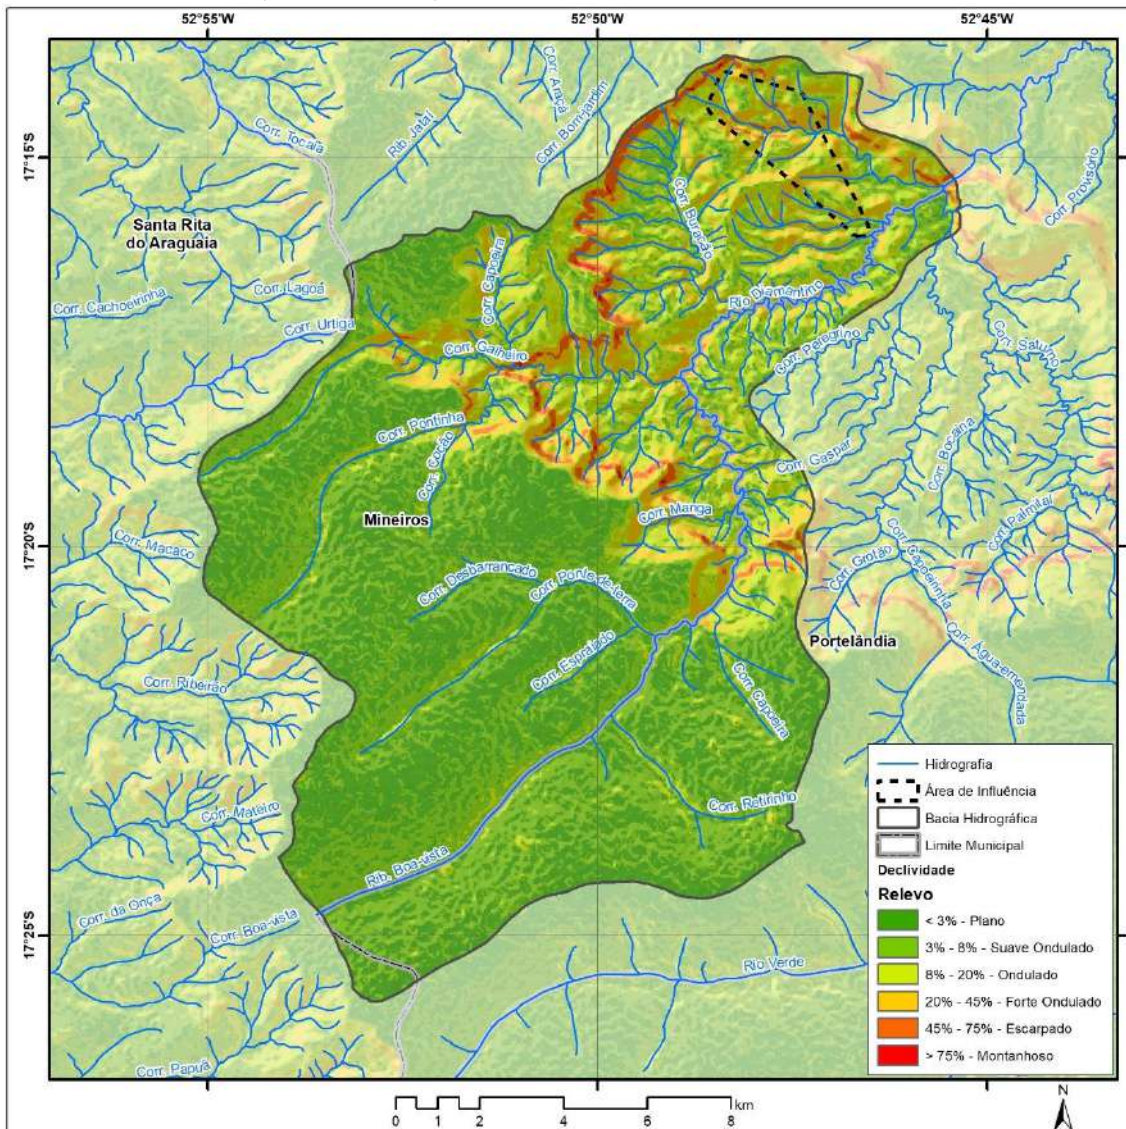 52°55'W
52°50'W
52°45'W
17°15'S
17°20'S
17°25'S
Corr. Tocaia
Rib. Jataí
Corr. Araçá
Corr. Bom-jardim
Corr. Provisório
Santa Rita
do Araguaia
Corr. Buracão
Corr. Capoeira
Corr. Lagoa
Corr. Cachoeirinha
Corr. Urtiga
Rio Diamantino
Corr. Galheiro
Corr. Peregrino
Corr. Saturno
Corr. Pontinha
Corr. Cocão
Corr. Gaspar
Corr. Bocaina
Mineiros
Corr. Manga
Corr. Palmital
Corr. Macaco
Corr. Grotão
Corr. Capoeirinha
Corr. Desbarrancado
Corr. Ponte-de-terra
Portelândia
Corr. Espraiado
Corr. Água-emendada
Corr. Ribeirão
Corr. Capoeira
Corr. Mateiro
Corr. Retirinho
Rib. Boa-vista
Corr. da Onça
Corr. Boa-vista
Rio Verde
Corr. Papuã
Hidrografia
Área de Influência
Bacia Hidrográfica
Limite Municipal
Declividade
Relevo
< 3% - Plano
3% - 8% - Suave Ondulado
8% - 20% - Ondulado
20% - 45% - Forte Ondulado
45% - 75% - Escarpado
> 75% - Montanhoso
0 1 2 4 6 8 km
N